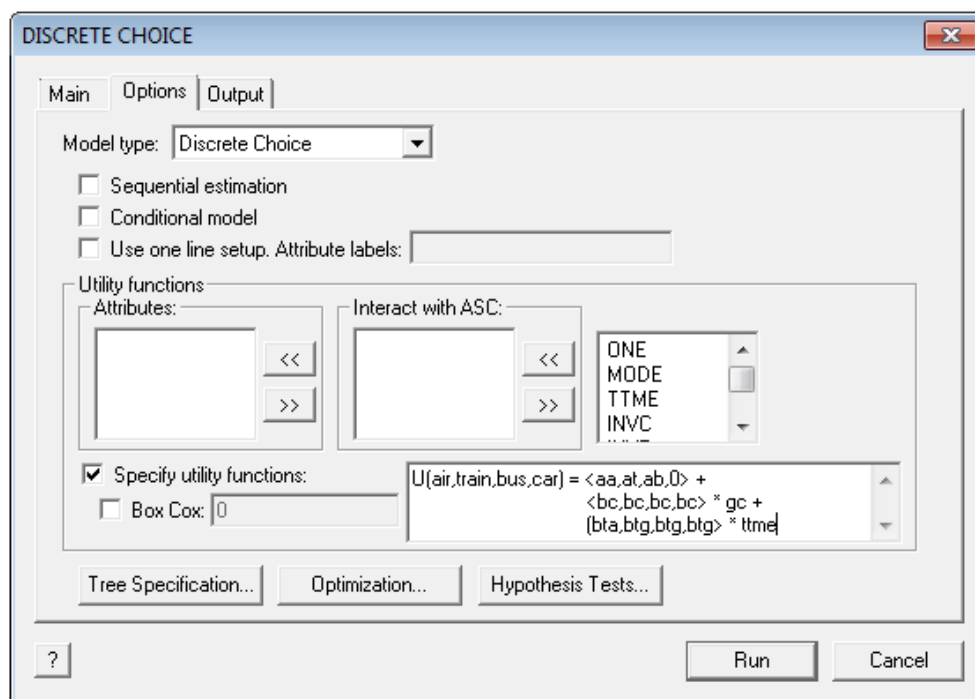 DISCRETE CHOICE
Main Options Output
Model type: Discrete Choice
Sequential estimation
Conditional model
Use one line setup. Attribute labels:
Utility functions
Attributes: Interact with ASC:
<< <<
>> >>
ONE
MODE
TTME
INVC
Specify utility functions:
Box Cox: 0
U(air,train,bus,car) = <aa,at,ab,0> +
<bc,bc,bc,bc> * gc +
(bta,btg,btg,btg> * ttme
Tree Specification... Optimization... Hypothesis Tests...
? Run Cancel